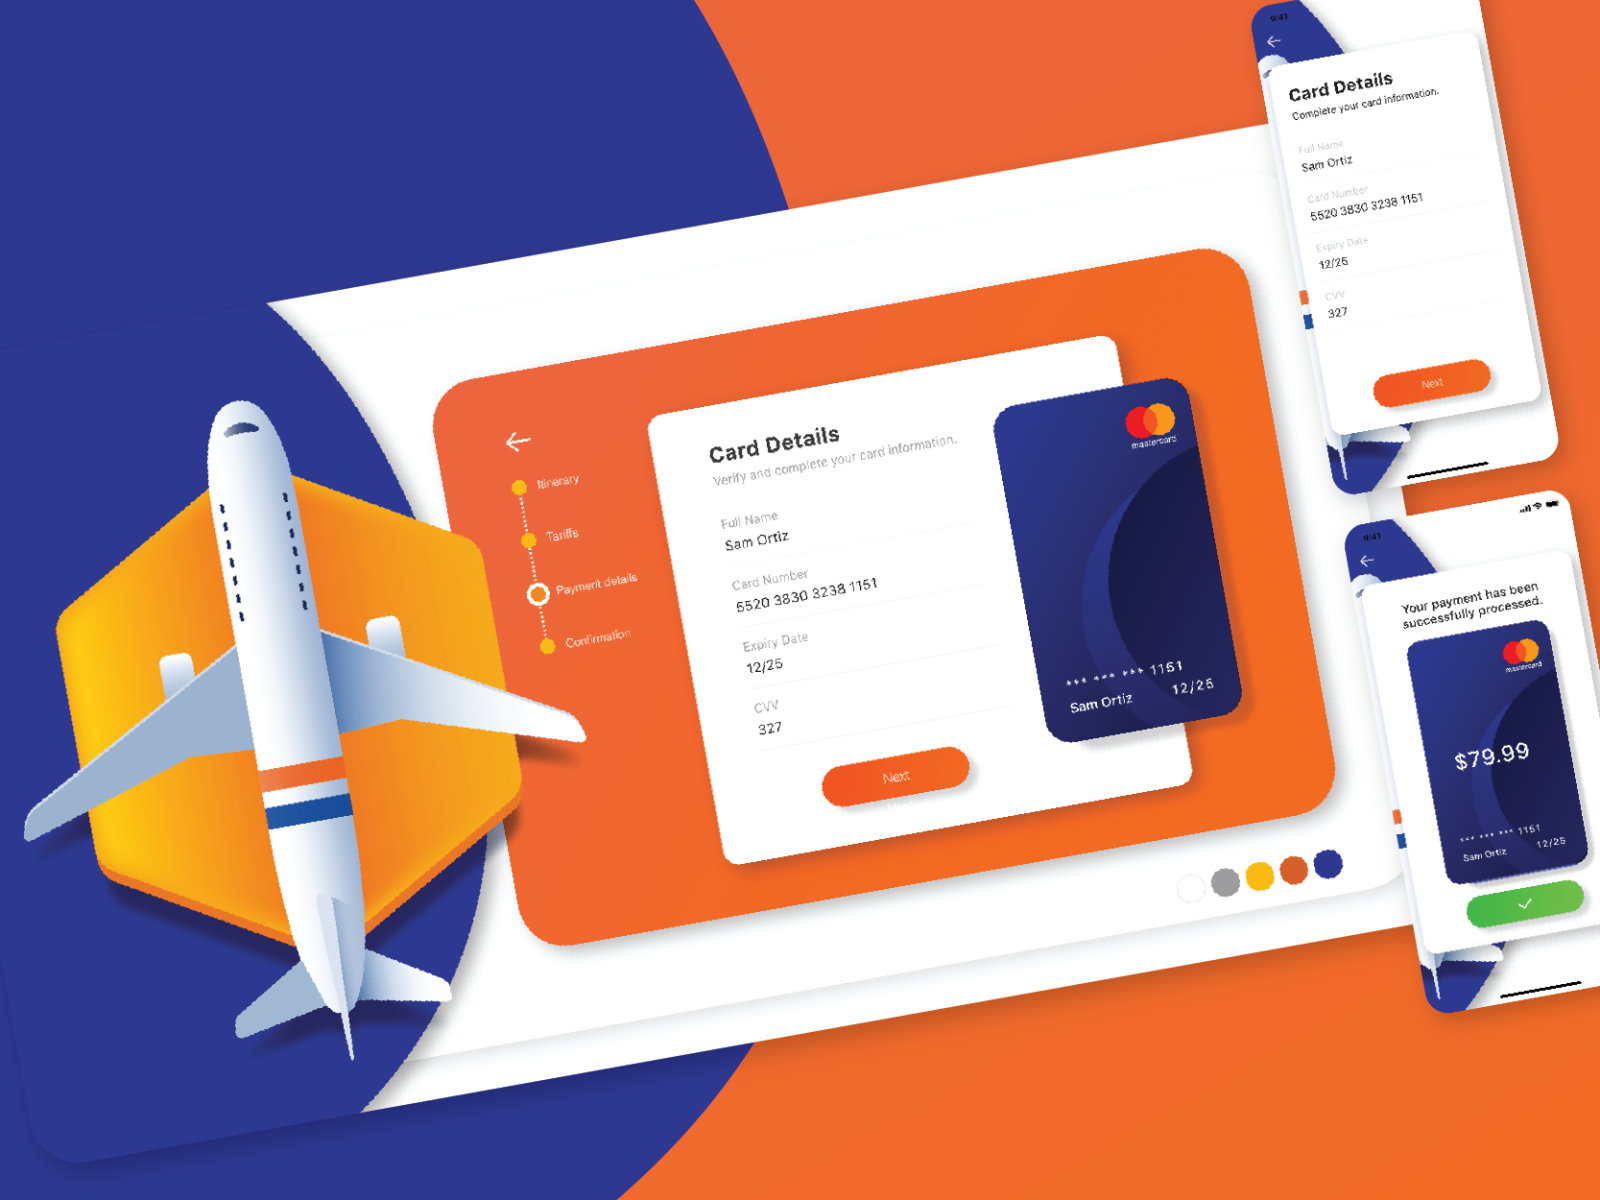 Itinerary
Tariffs
Payment details
Confirmation
Card Details
Verify and complete your card information.
Full Name
Sam Ortiz
Card Number
5520 3830 3238 1151
Expiry Date
12/25
CVV
327
Next
mastercard
*** *** *** 1151
Sam Ortiz 12/25
9:41
Card Details
Complete your card information.
Full Name
Sam Ortiz
Card Number
5520 3830 3238 1151
Expiry Date
12/25
CVV
327
Next
9:41
Your payment has been
successfully processed.
mastercard
$79.99
*** *** *** 1151
Sam Ortiz 12/25